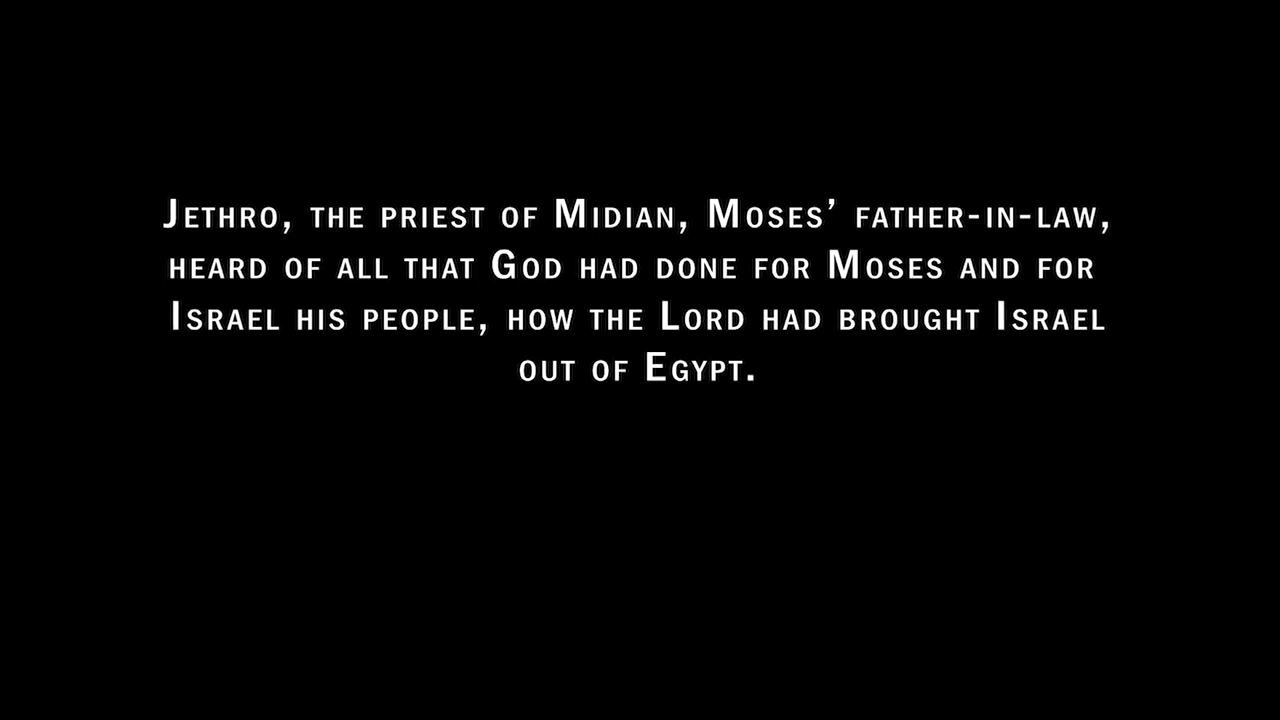 Jethro, the priest of Midian, Moses’ father-in-law,
heard of all that God had done for Moses and for
Israel his people, how the Lord had brought Israel
out of Egypt.